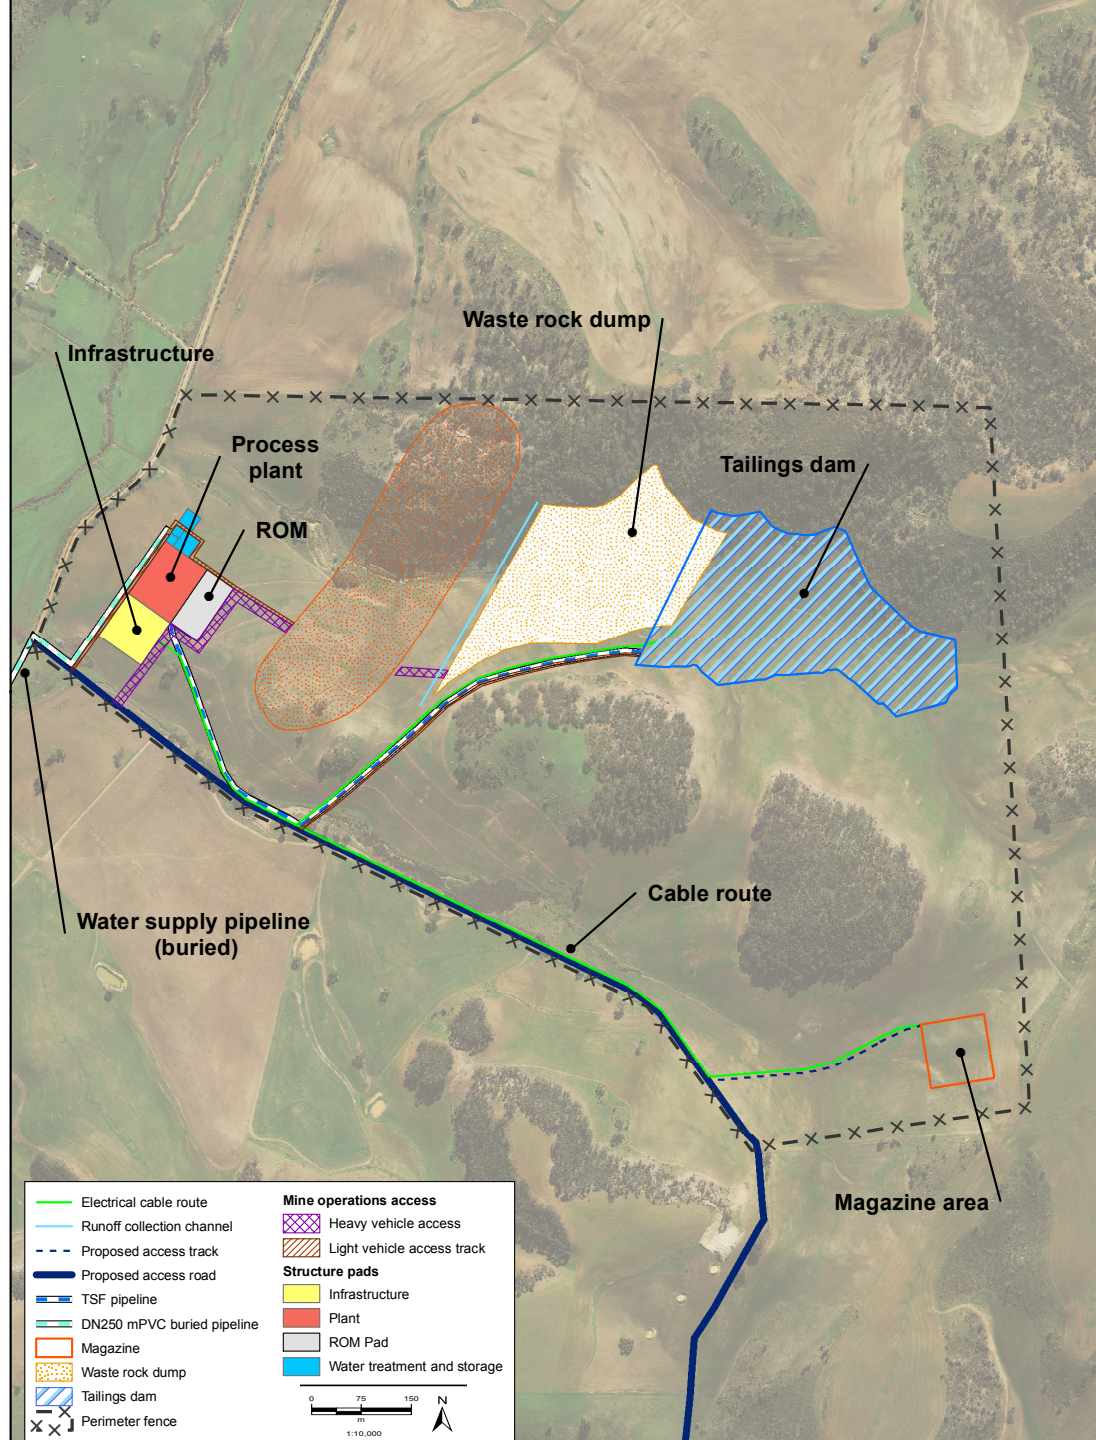 Waste rock dump
Infrastructure
Process
plant
ROM
Tailings dam
Cable route
Water supply pipeline
(buried)
Magazine area
Electrical cable route
Runoff collection channel
Proposed access track
Proposed access road
TSF pipeline
DN250 mPVC buried pipeline
Magazine
Waste rock dump
Tailings dam
Perimeter fence
Mine operations access
Heavy vehicle access
Light vehicle access track
Structure pads
Infrastructure
Plant
ROM Pad
Water treatment and storage
0 75 150
m
1:10,000
N